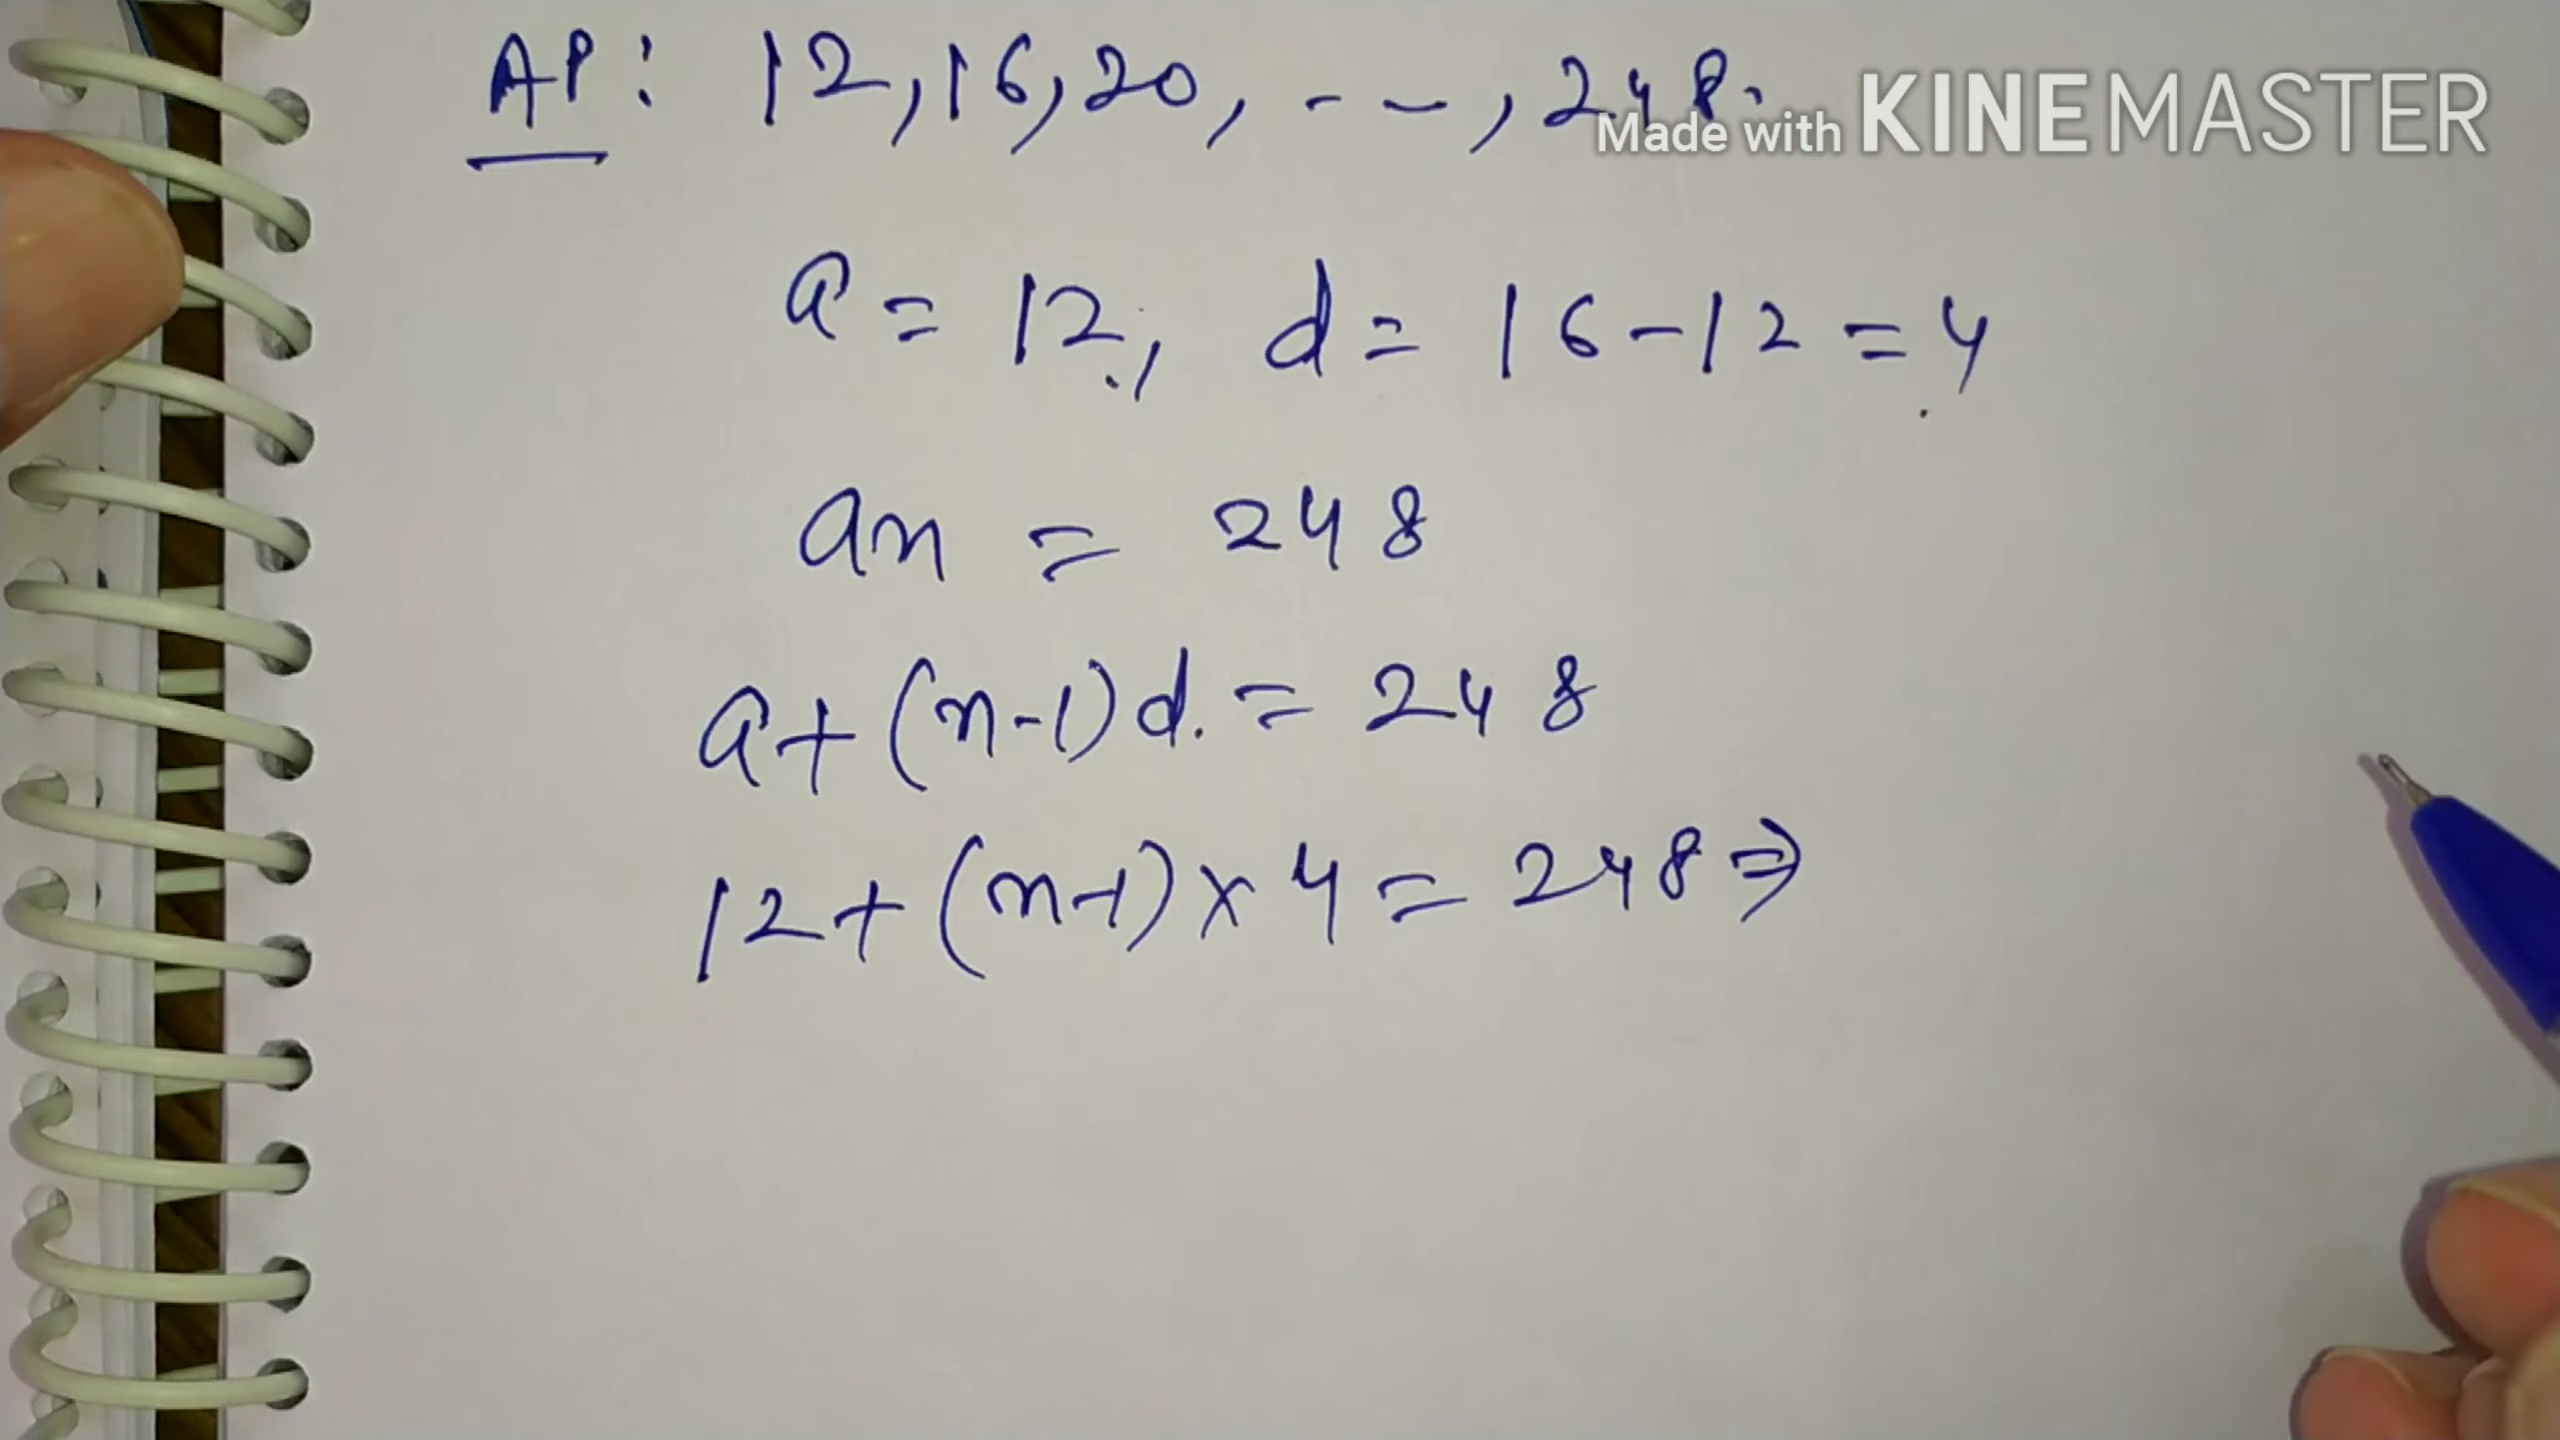 AP: 12, 16, 20, - - , 248.
Made with KINEMASTER
a = 12, d = 16 - 12 = 4
an = 248
a + (n-1) d. = 248
12 + (n-1) × 4 = 248 ⇒